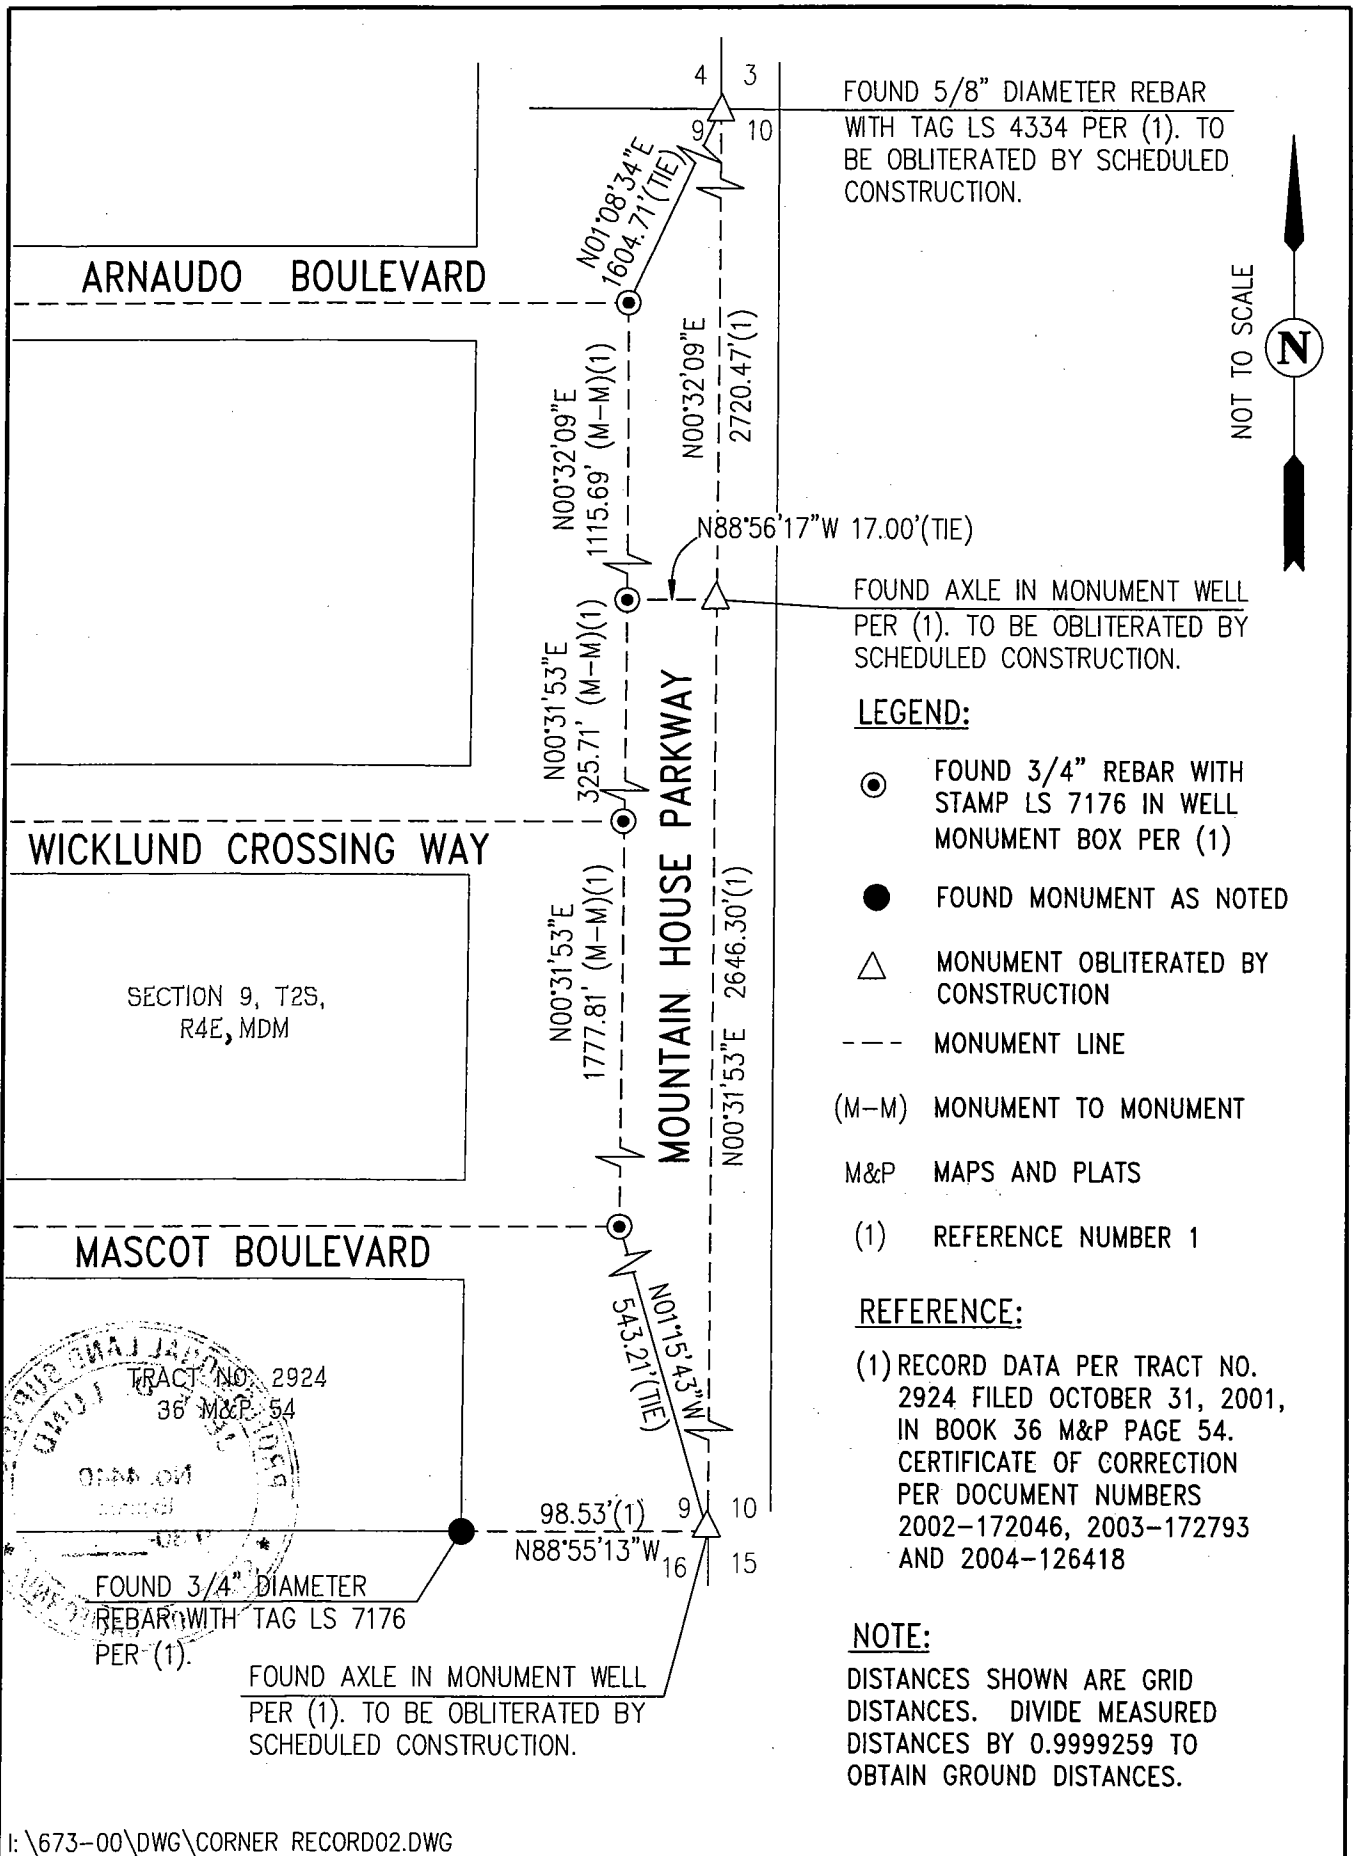 4 3
9 10
FOUND 5/8" DIAMETER REBAR
WITH TAG LS 4334 PER (1). TO
BE OBLITERATED BY SCHEDULED
CONSTRUCTION.
N01°08'34"E
1604.71'(TIE)
ARNAUDO BOULEVARD
NOT TO SCALE
N
N00°32'09"E
1115.69' (M-M)(1)
N00°32'09"E
2720.47'(1)
N88°56'17"W 17.00'(TIE)
FOUND AXLE IN MONUMENT WELL
PER (1). TO BE OBLITERATED BY
SCHEDULED CONSTRUCTION.
N00°31'53"E
325.71' (M-M)(1)
MOUNTAIN HOUSE PARKWAY
WICKLUND CROSSING WAY
N00°31'53"E
1777.81' (M-M)(1)
N00°31'53"E 2646.30'(1)
SECTION 9, T2S,
R4E, MDM
MASCOT BOULEVARD
N01°15'43"W
543.21'(TIE)
TRACT NO. 2924
36 M&P 54
No. 4410
98.53'(1)
N88°55'13"W
9 10
16 15
FOUND 3/4" DIAMETER
REBAR WITH TAG LS 7176
PER (1).
FOUND AXLE IN MONUMENT WELL
PER (1). TO BE OBLITERATED BY
SCHEDULED CONSTRUCTION.
LEGEND:
FOUND 3/4" REBAR WITH
STAMP LS 7176 IN WELL
MONUMENT BOX PER (1)
FOUND MONUMENT AS NOTED
MONUMENT OBLITERATED BY
CONSTRUCTION
--- MONUMENT LINE
(M-M) MONUMENT TO MONUMENT
M&P MAPS AND PLATS
(1) REFERENCE NUMBER 1
REFERENCE:
(1) RECORD DATA PER TRACT NO.
2924 FILED OCTOBER 31, 2001,
IN BOOK 36 M&P PAGE 54.
CERTIFICATE OF CORRECTION
PER DOCUMENT NUMBERS
2002-172046, 2003-172793
AND 2004-126418
NOTE:
DISTANCES SHOWN ARE GRID
DISTANCES. DIVIDE MEASURED
DISTANCES BY 0.9999259 TO
OBTAIN GROUND DISTANCES.
I:\673-00\DWG\CORNER RECORD02.DWG